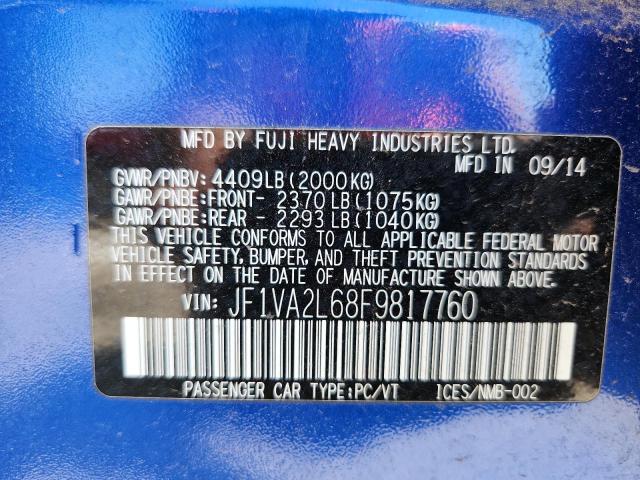 MFD BY FUJI HEAVY INDUSTRIES LTD.
MFD IN 09/14
GVWR/PNBV: 4409LB(2000KG)
GAWR/PNBE:FRONT- 2370LB(1075KG)
GAWR/PNBE:REAR - 2293LB(1040KG)
THIS VEHICLE CONFORMS TO ALL APPLICABLE FEDERAL MOTOR
VEHICLE SAFETY, BUMPER, AND THEFT PREVENTION STANDARDS
IN EFFECT ON THE DATE OF MANUFACTURE SHOWN ABOVE.
VIN: JF1VA2L68F9817760
PASSENGER CAR TYPE:PC/VT 1CES/NMB-002